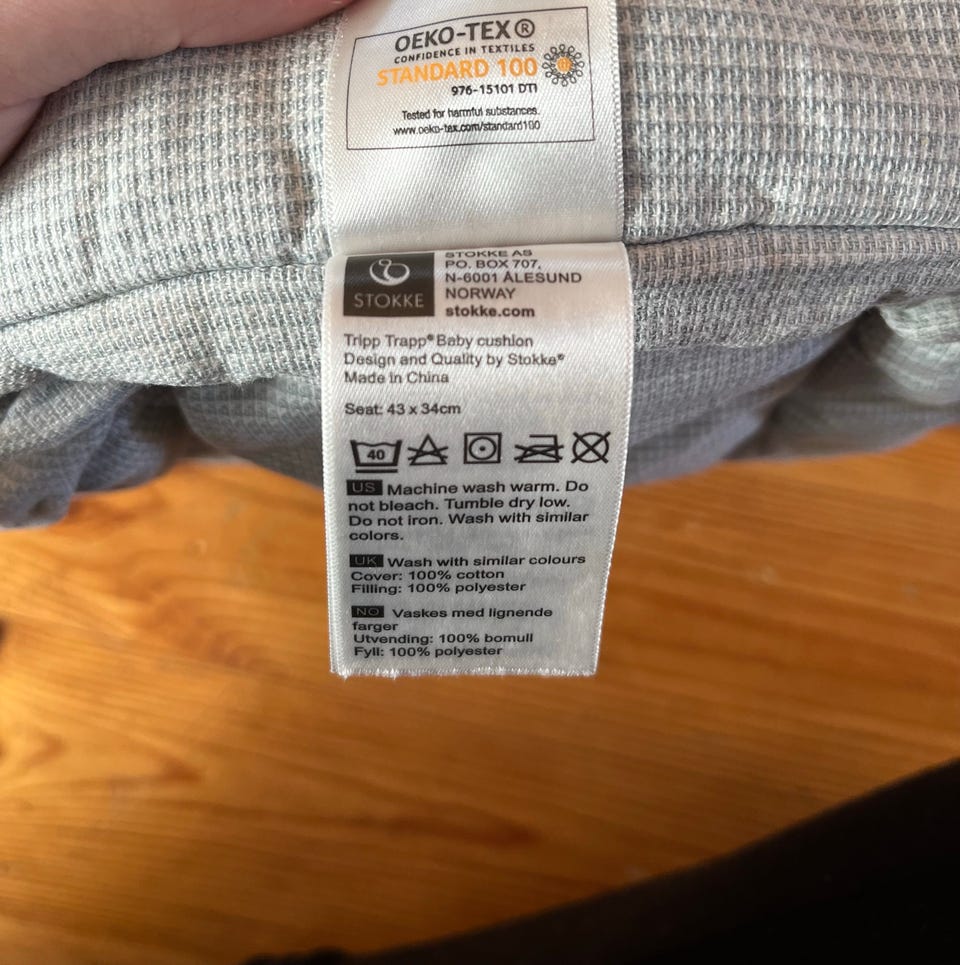 OEKO-TEX®
CONFIDENCE IN TEXTILES
STANDARD 100
976-15101 DTI
Tested for harmful substances.
www.oeko-tex.com/standard100
STOKKE
STOKKE AS
PO. BOX 707,
N-6001 ÅLESUND
NORWAY
stokke.com
Tripp Trapp® Baby cushion
Design and Quality by Stokke®
Made in China
Seat: 43 x 34cm
40
US Machine wash warm. Do
not bleach. Tumble dry low.
Do not iron. Wash with similar
colors.
UK Wash with similar colours
Cover: 100% cotton
Filling: 100% polyester
NO Vaskes med lignende
farger
Utvending: 100% bomull
Fyll: 100% polyester